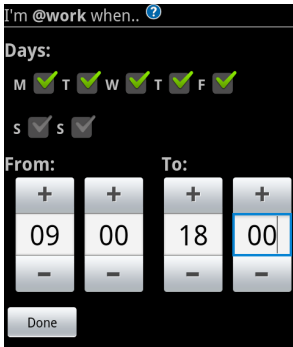 I'm @work when.. ?
Days:
M T W T F
S S
From: To:
+ + + +
09 00 18 00
- - - -
Done